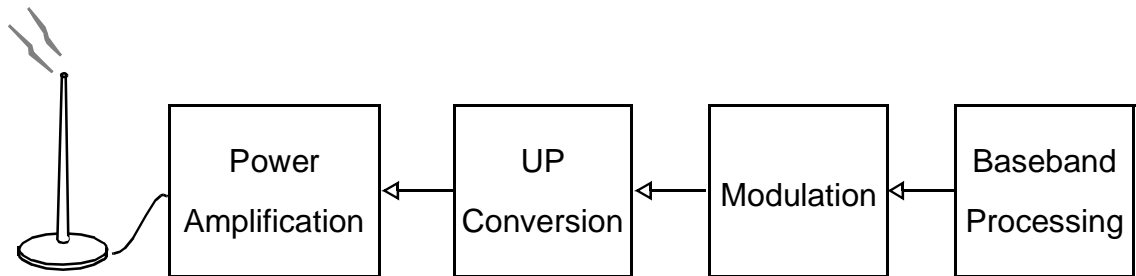 Power
Amplification
UP
Conversion
Modulation
Baseband
Processing